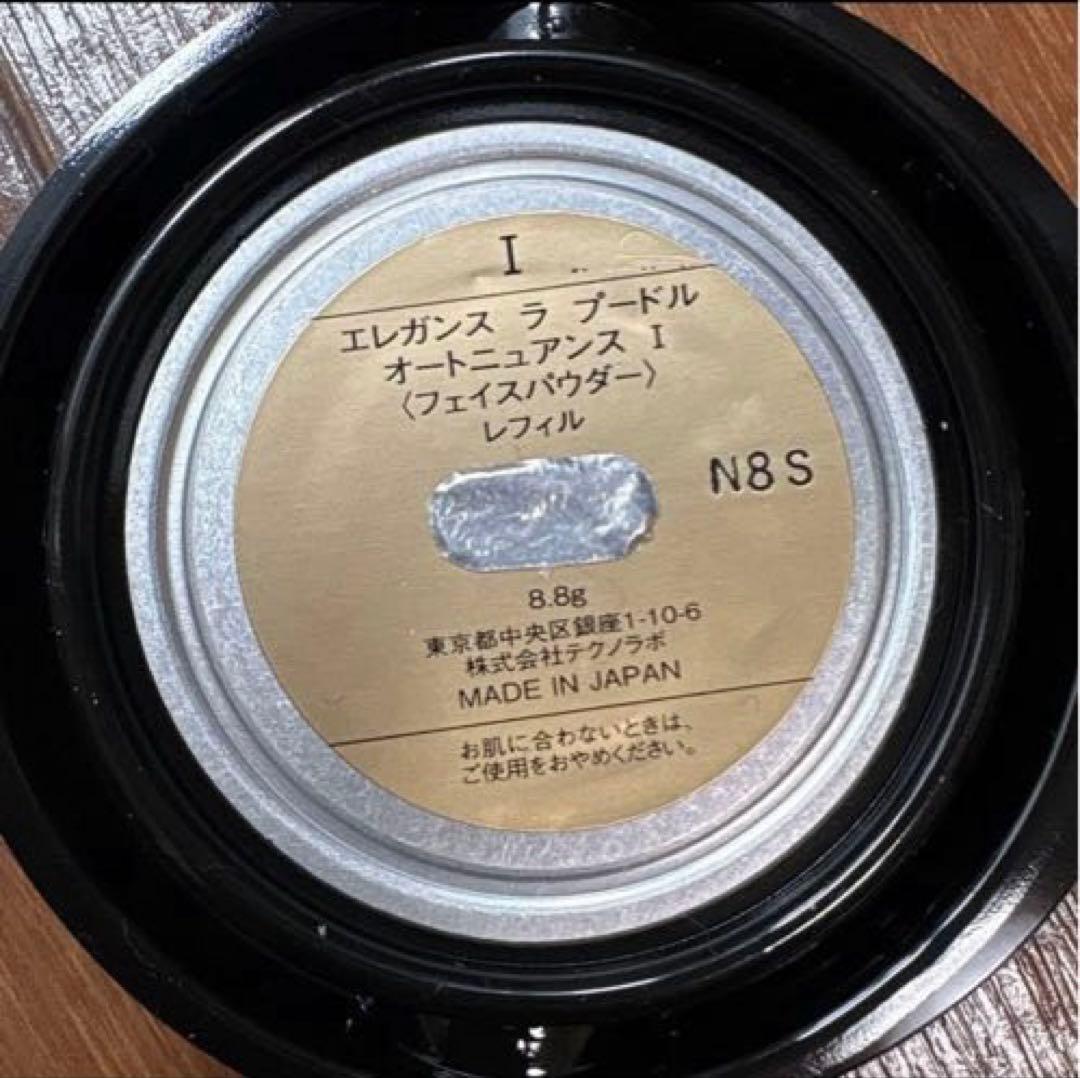 I
エレガンス ラ プードル
オートニュアンス I
〈フェイスパウダー〉
レフィル
N8S
8.8g
東京都中央区銀座1-10-6
株式会社テクノラボ
MADE IN JAPAN
お肌に合わないときは、
ご使用をおやめください。